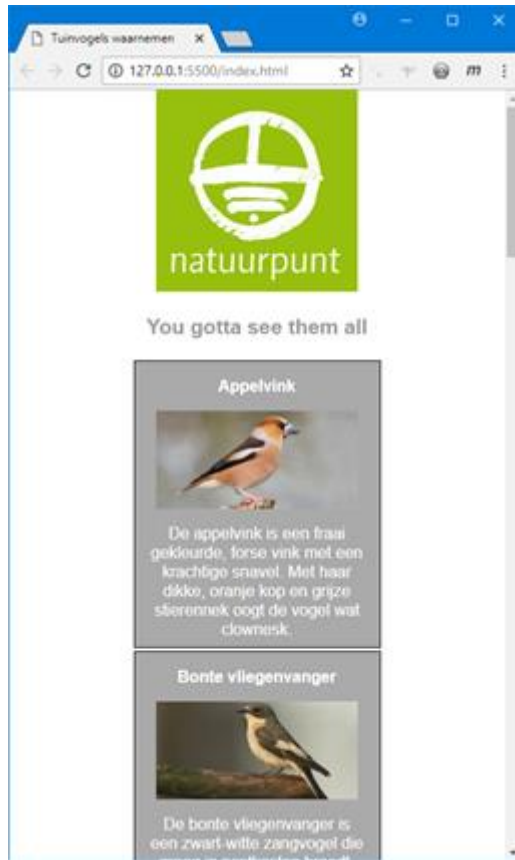 Tuinvogels waarnemen
127.0.0.1:5500/index.html
m
natuurpunt
You gotta see them all
Appelvink
De appelvink is een fraai
gekleurde, forse vink met een
krachtige snavel. Met haar
dikke, oranje kop en grijze
stierennek oogt de vogel wat
clownesk.
Bonte vliegenvanger
De bonte vliegenvanger is
een zwart-witte zangvogel die